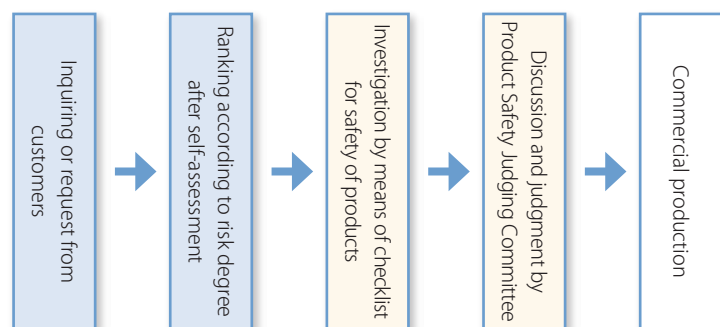 Inquiring or request from
customers
Ranking according to risk degree
after self-assessment
Investigation by means of checklist
for safety of products
Discussion and judgment by
Product Safety Judging Committee
Commercial production